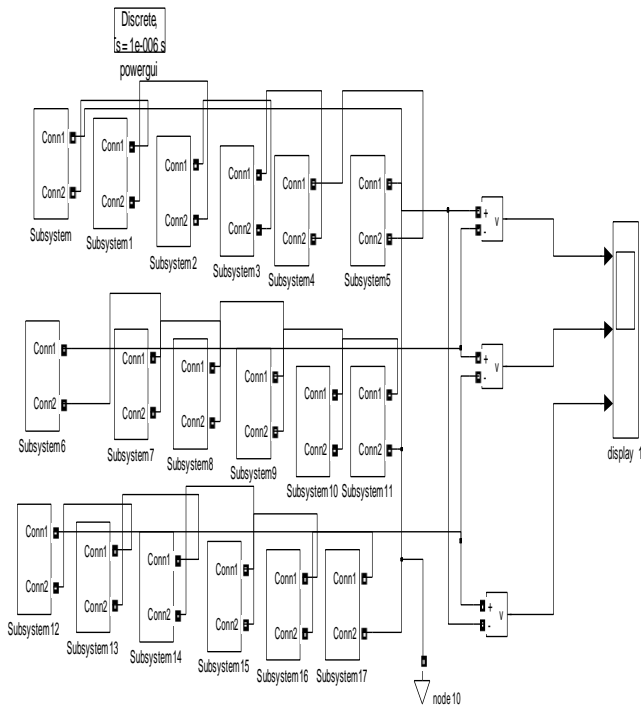 Discrete,
s = 1e-006 s
powergui
Conn1
Conn2
Subsystem
Conn1
Conn2
Subsystem1
Conn1
Conn2
Subsystem2
Conn1
Conn2
Subsystem3
Conn1
Conn2
Subsystem4
Conn1
Conn2
Subsystem5
+
-
v
Conn1
Conn2
Subsystem6
Conn1
Conn2
Subsystem7
Conn1
Conn2
Subsystem8
Conn1
Conn2
Subsystem9
Conn1
Conn2
Subsystem10
Conn1
Conn2
Subsystem11
+
-
v
display 1
Conn1
Conn2
Subsystem12
Conn1
Conn2
Subsystem13
Conn1
Conn2
Subsystem14
Conn1
Conn2
Subsystem15
Conn1
Conn2
Subsystem16
Conn1
Conn2
Subsystem17
+
-
v
node 10